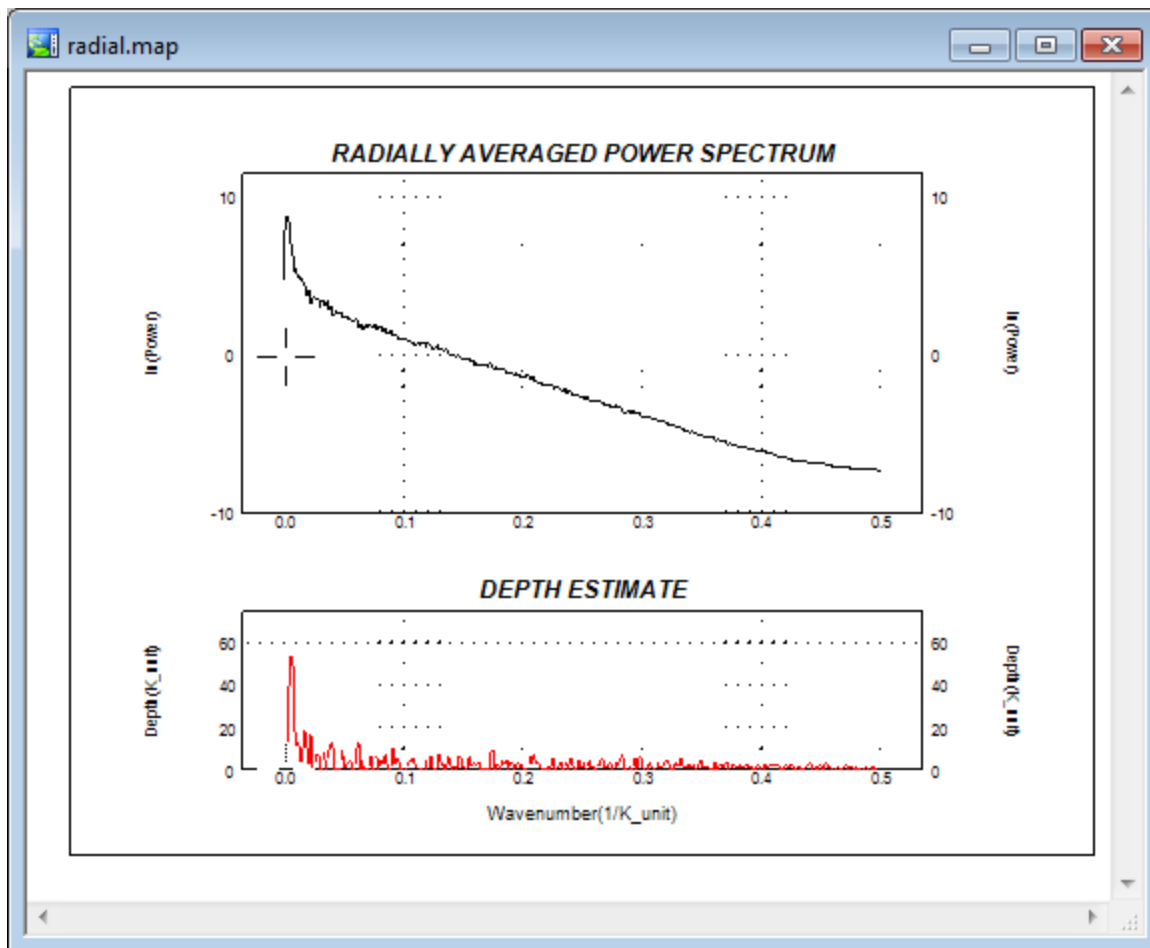 radial.map
RADIALLY AVERAGED POWER SPECTRUM
10 10
ln(Power) ln(Power)
0 0
-10 -10
0.0 0.1 0.2 0.3 0.4 0.5
DEPTH ESTIMATE
60 60
Depth(K_unit) Depth(K_unit)
40 40
20 20
0 0
0.0 0.1 0.2 0.3 0.4 0.5
Wavenumber(1/K_unit)